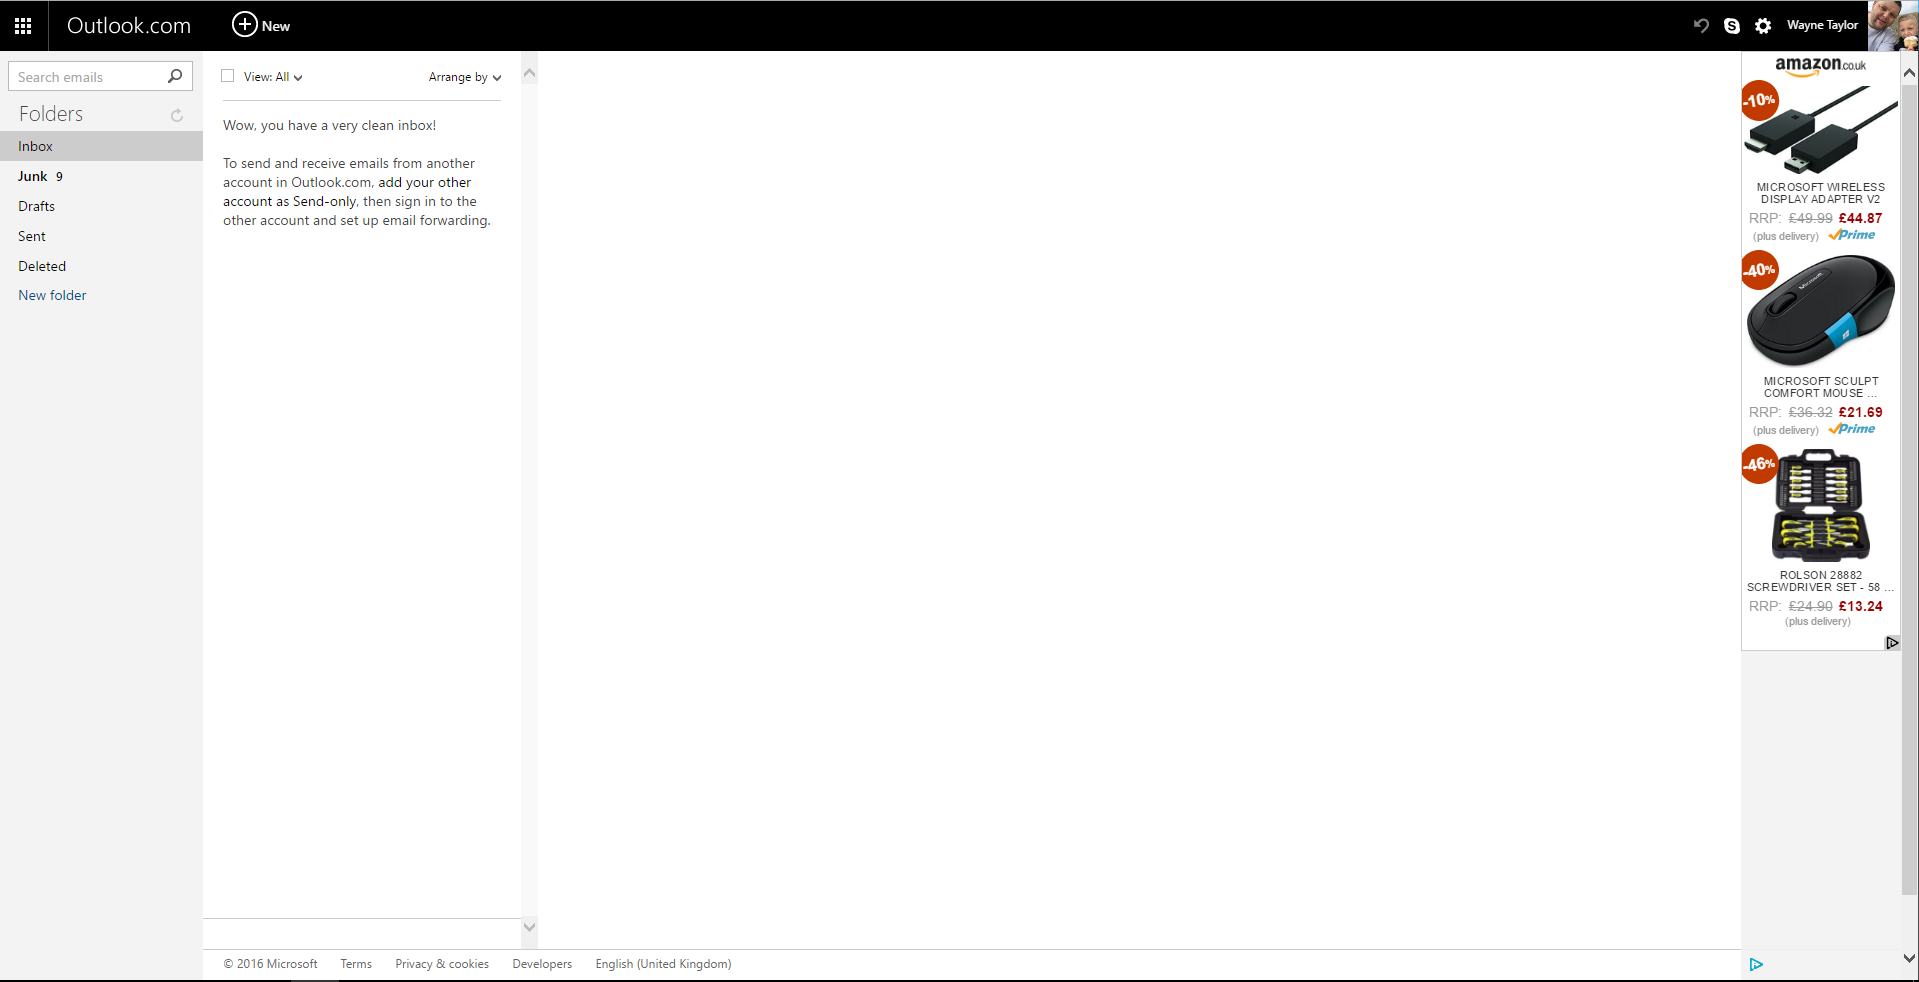 Outlook.com
New
Wayne Taylor
Search emails
Folders
Inbox
Junk 9
Drafts
Sent
Deleted
New folder
View: All
Arrange by
Wow, you have a very clean inbox!
To send and receive emails from another
account in Outlook.com, add your other
account as Send-only, then sign in to the
other account and set up email forwarding.
amazon.co.uk
-10%
MICROSOFT WIRELESS
DISPLAY ADAPTER V2
RRP: £49.99 £44.87
(plus delivery) Prime
-40%
Microsoft
MICROSOFT SCULPT
COMFORT MOUSE ...
RRP: £36.32 £21.69
(plus delivery) Prime
-46%
ROLSON 28882
SCREWDRIVER SET - 58 ...
RRP: £24.90 £13.24
(plus delivery)
© 2016 Microsoft
Terms
Privacy & cookies
Developers
English (United Kingdom)